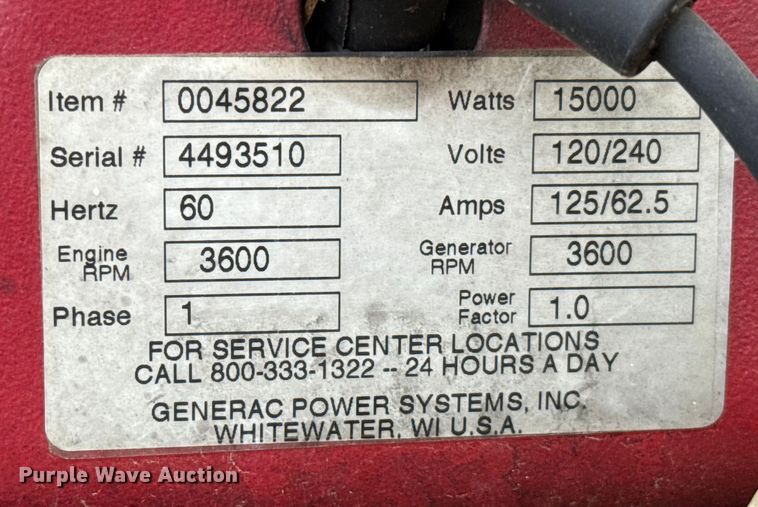 Item # 0045822 Watts 15000
Serial # 4493510 Volts 120/240
Hertz 60 Amps 125/62.5
Engine RPM 3600 Generator RPM 3600
Phase 1 Power Factor 1.0
FOR SERVICE CENTER LOCATIONS
CALL 800-333-1322 -- 24 HOURS A DAY
GENERAC POWER SYSTEMS, INC.
WHITEWATER, WI U.S.A.
Purple Wave Auction